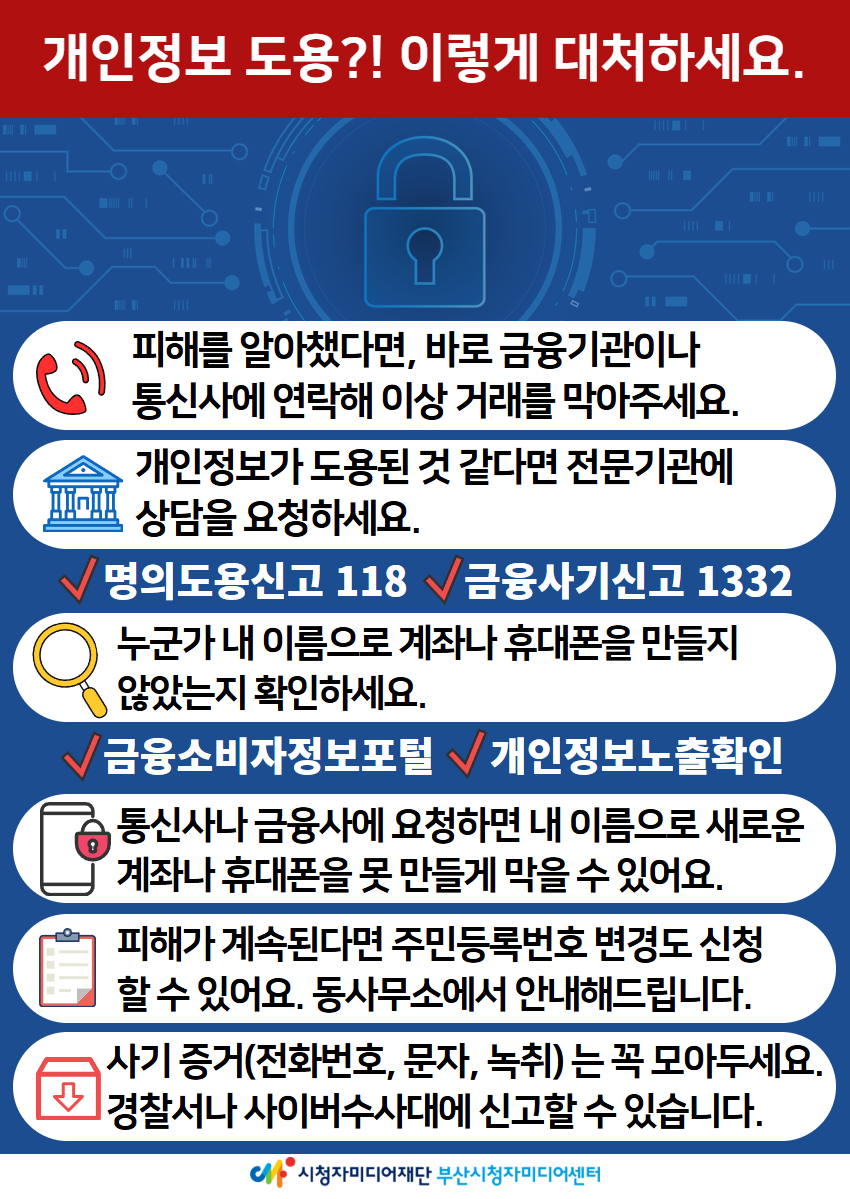 개인정보 도용?! 이렇게 대처하세요.
피해를 알아챘다면, 바로 금융기관이나
통신사에 연락해 이상 거래를 막아주세요.
개인정보가 도용된 것 같다면 전문기관에
상담을 요청하세요.
명의도용신고 118 금융사기신고 1332
누군가 내 이름으로 계좌나 휴대폰을 만들지
않았는지 확인하세요.
금융소비자정보포털 개인정보노출확인
통신사나 금융사에 요청하면 내 이름으로 새로운
계좌나 휴대폰을 못 만들게 막을 수 있어요.
피해가 계속된다면 주민등록번호 변경도 신청
할 수 있어요. 동사무소에서 안내해드립니다.
사기 증거(전화번호, 문자, 녹취) 는 꼭 모아두세요.
경찰서나 사이버수사대에 신고할 수 있습니다.
시청자미디어재단 부산시청자미디어센터